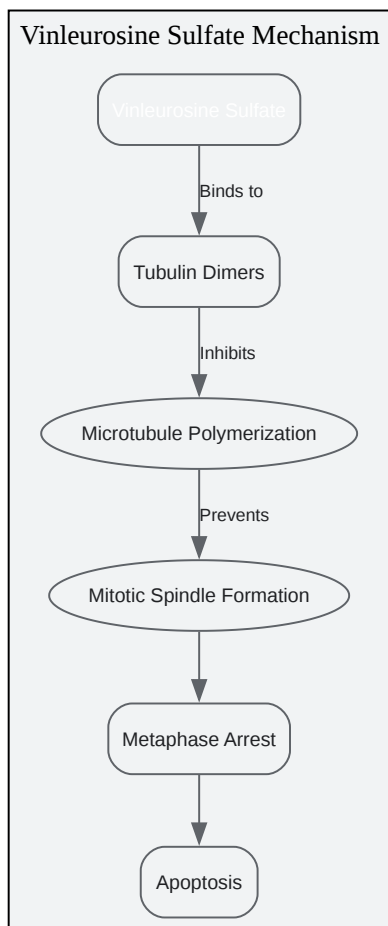 Vinleurosine Sulfate Mechanism
Vinleurosine Sulfate
Binds to
Tubulin Dimers
Inhibits
Microtubule Polymerization
Prevents
Mitotic Spindle Formation
Metaphase Arrest
Apoptosis